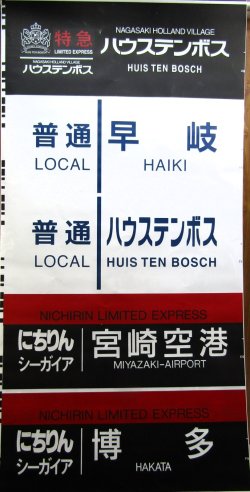 特急
LIMITED EXPRESS
NAGASAKI HOLLAND VILLAGE
ハウステンボス
NAGASAKI HOLLAND VILLAGE
ハウステンボス
HUIS TEN BOSCH
普通
LOCAL
早岐
HAIKI
普通
LOCAL
ハウステンボス
HUIS TEN BOSCH
NICHIRIN LIMITED EXPRESS
にちりん
シーガイア
宮崎空港
MIYAZAKI-AIRPORT
NICHIRIN LIMITED EXPRESS
にちりん
シーガイア
博多
HAKATA